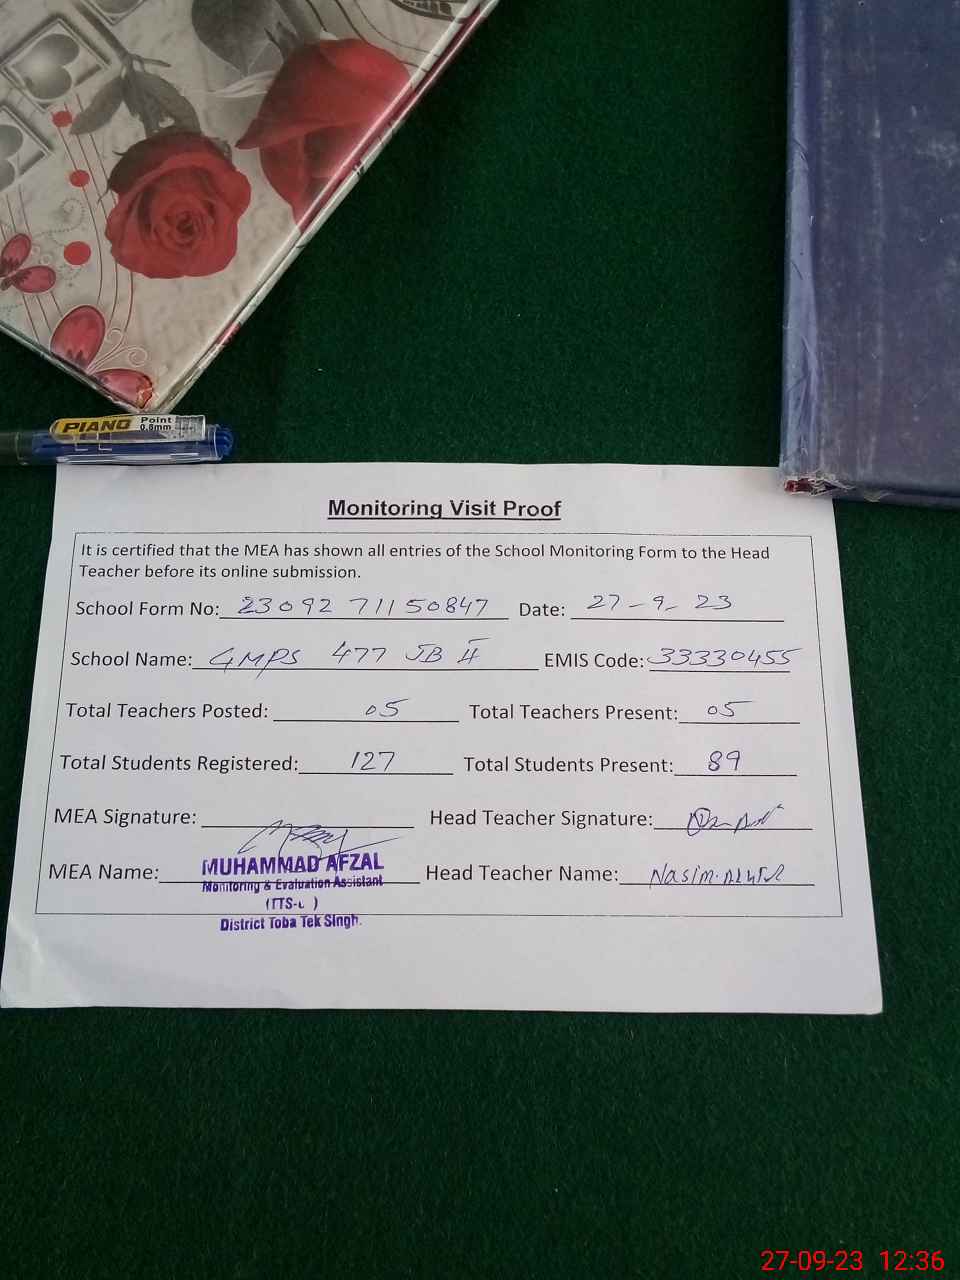 PIANO Point
0.8mm
Monitoring Visit Proof
It is certified that the MEA has shown all entries of the School Monitoring Form to the Head
Teacher before its online submission.
School Form No: 23092 71150847 Date: 27-9-23
School Name: GMPS 477 JB II EMIS Code: 33330455
Total Teachers Posted: 05 Total Teachers Present: 05
Total Students Registered: 127 Total Students Present: 89
MEA Signature: Head Teacher Signature:
MEA Name: MUHAMMAD AFZAL Head Teacher Name: Nasim
Monitoring & Evaluation Assistant
District Toba Tek Singh.
27-09-23 12:36